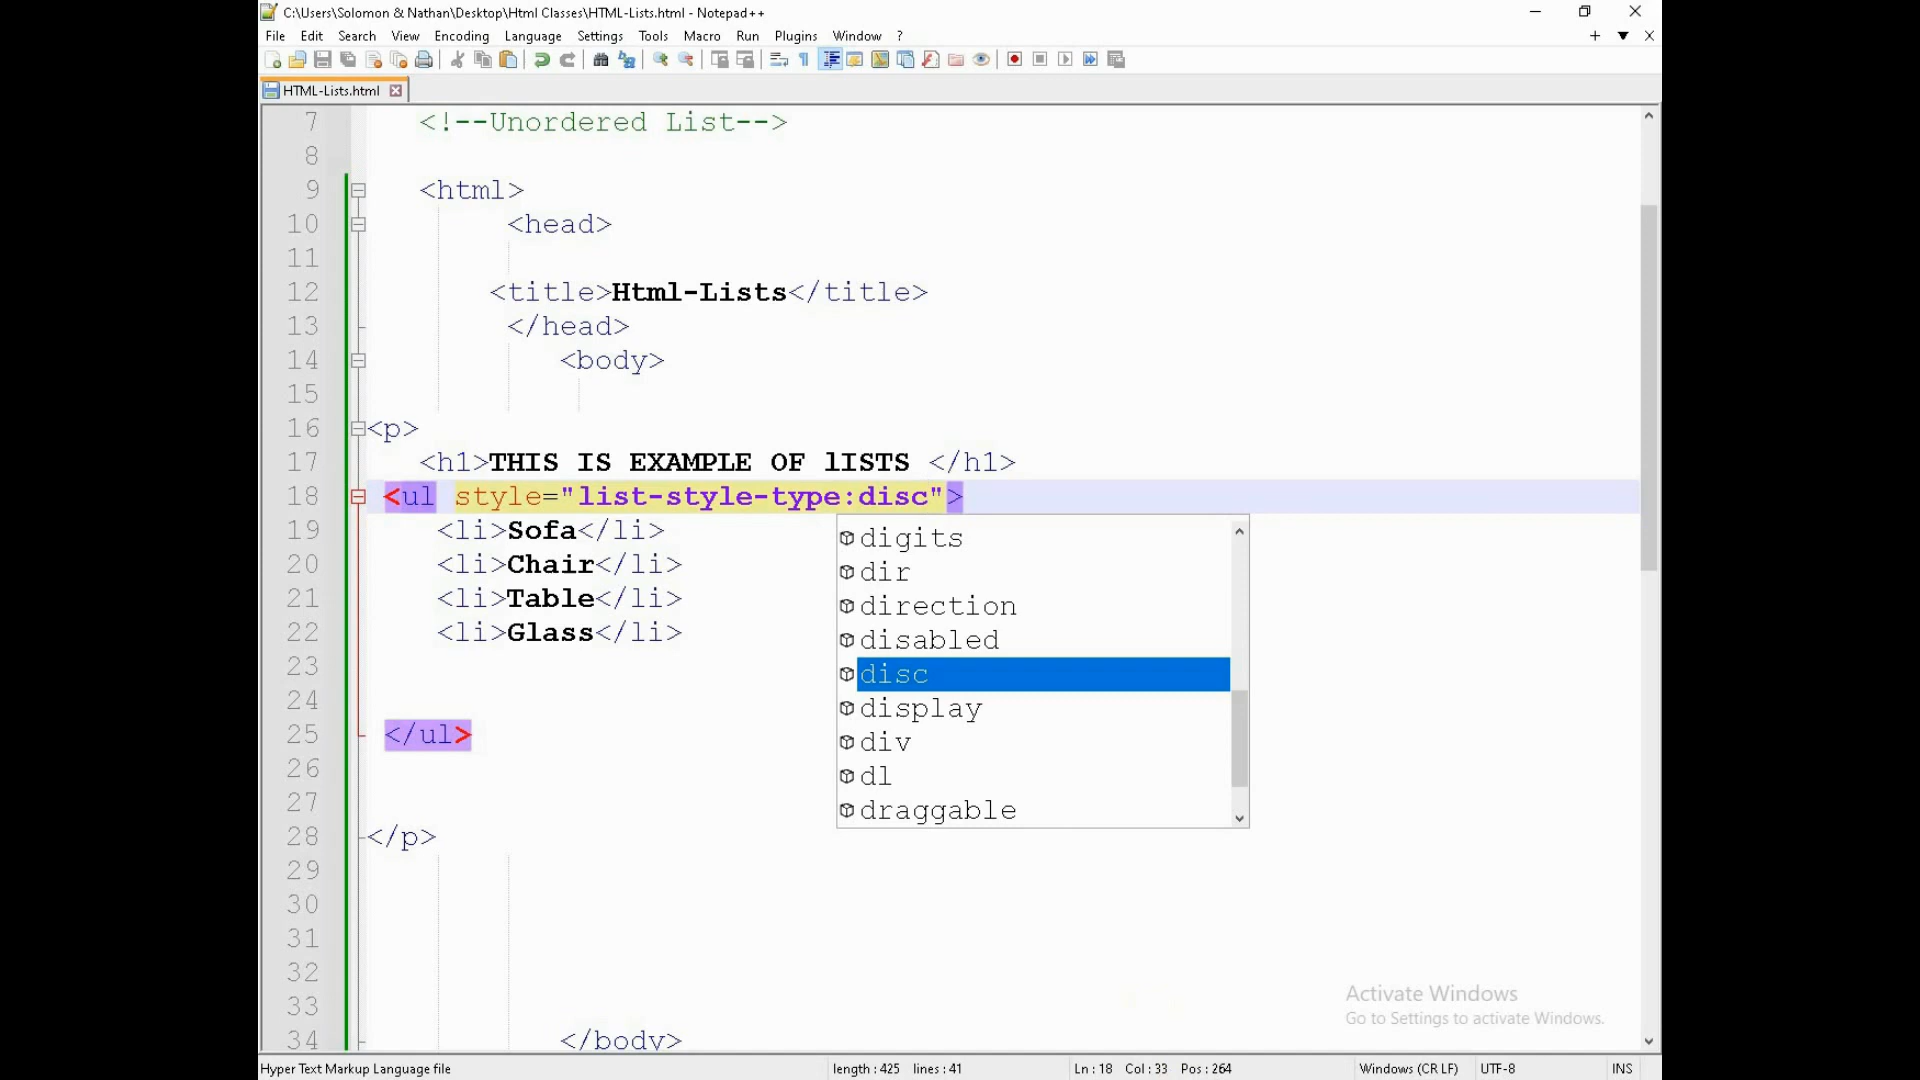 C:\Users\Solomon & Nathan\Desktop\Html Classes\HTML-Lists.html - Notepad++
File Edit Search View Encoding Language Settings Tools Macro Run Plugins Window ?
HTML-Lists.html
7 <!--Unordered List-->
8
9 <html>
10 <head>
11
12 <title>Html-Lists</title>
13 </head>
14 <body>
15
16 <p>
17 <h1>THIS IS EXAMPLE OF lISTS </h1>
18 <ul style="list-style-type:disc">
19 <li>Sofa</li>
20 <li>Chair</li>
21 <li>Table</li>
22 <li>Glass</li>
23
24
25 </ul>
26
27
28 </p>
29
30
31
32
33
34 </body>
digits
dir
direction
disabled
disc
display
div
dl
draggable
Activate Windows
Go to Settings to activate Windows.
Hyper Text Markup Language file length : 425 lines : 41 Ln : 18 Col : 33 Pos : 264 Windows (CR LF) UTF-8 INS